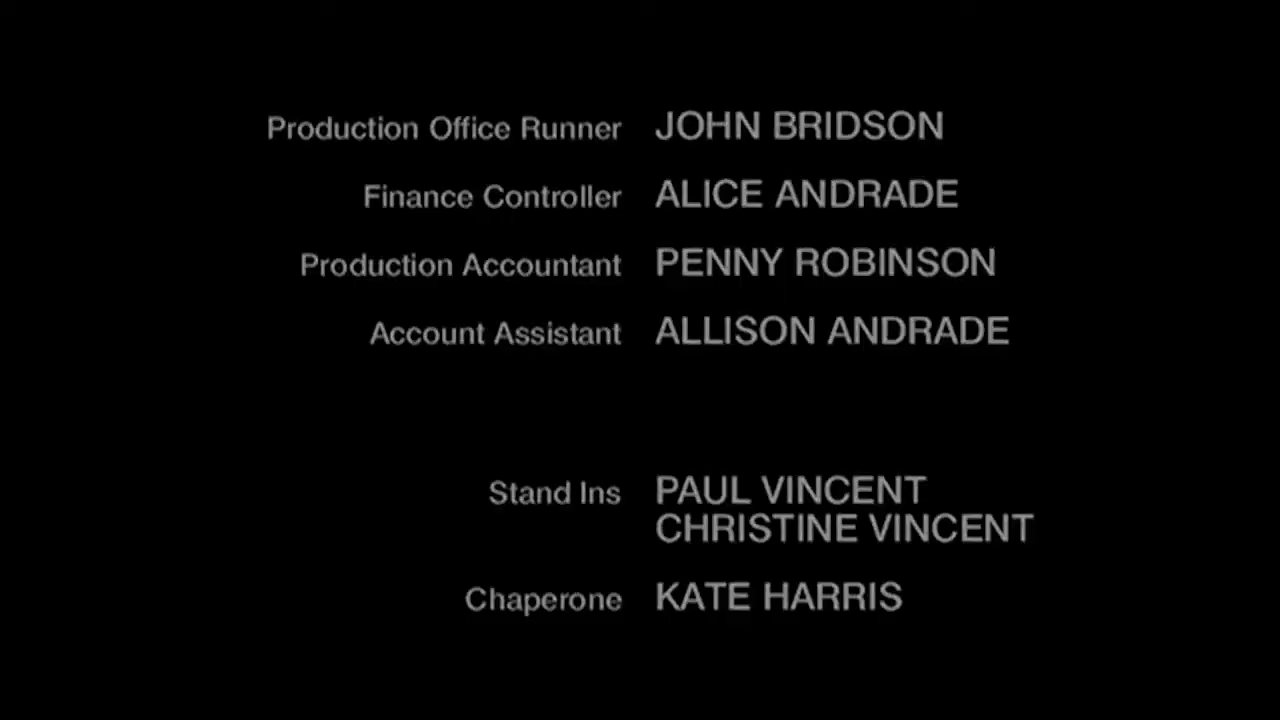 Production Office Runner JOHN BRIDSON
Finance Controller ALICE ANDRADE
Production Accountant PENNY ROBINSON
Account Assistant ALLISON ANDRADE
Stand Ins PAUL VINCENT
CHRISTINE VINCENT
Chaperone KATE HARRIS